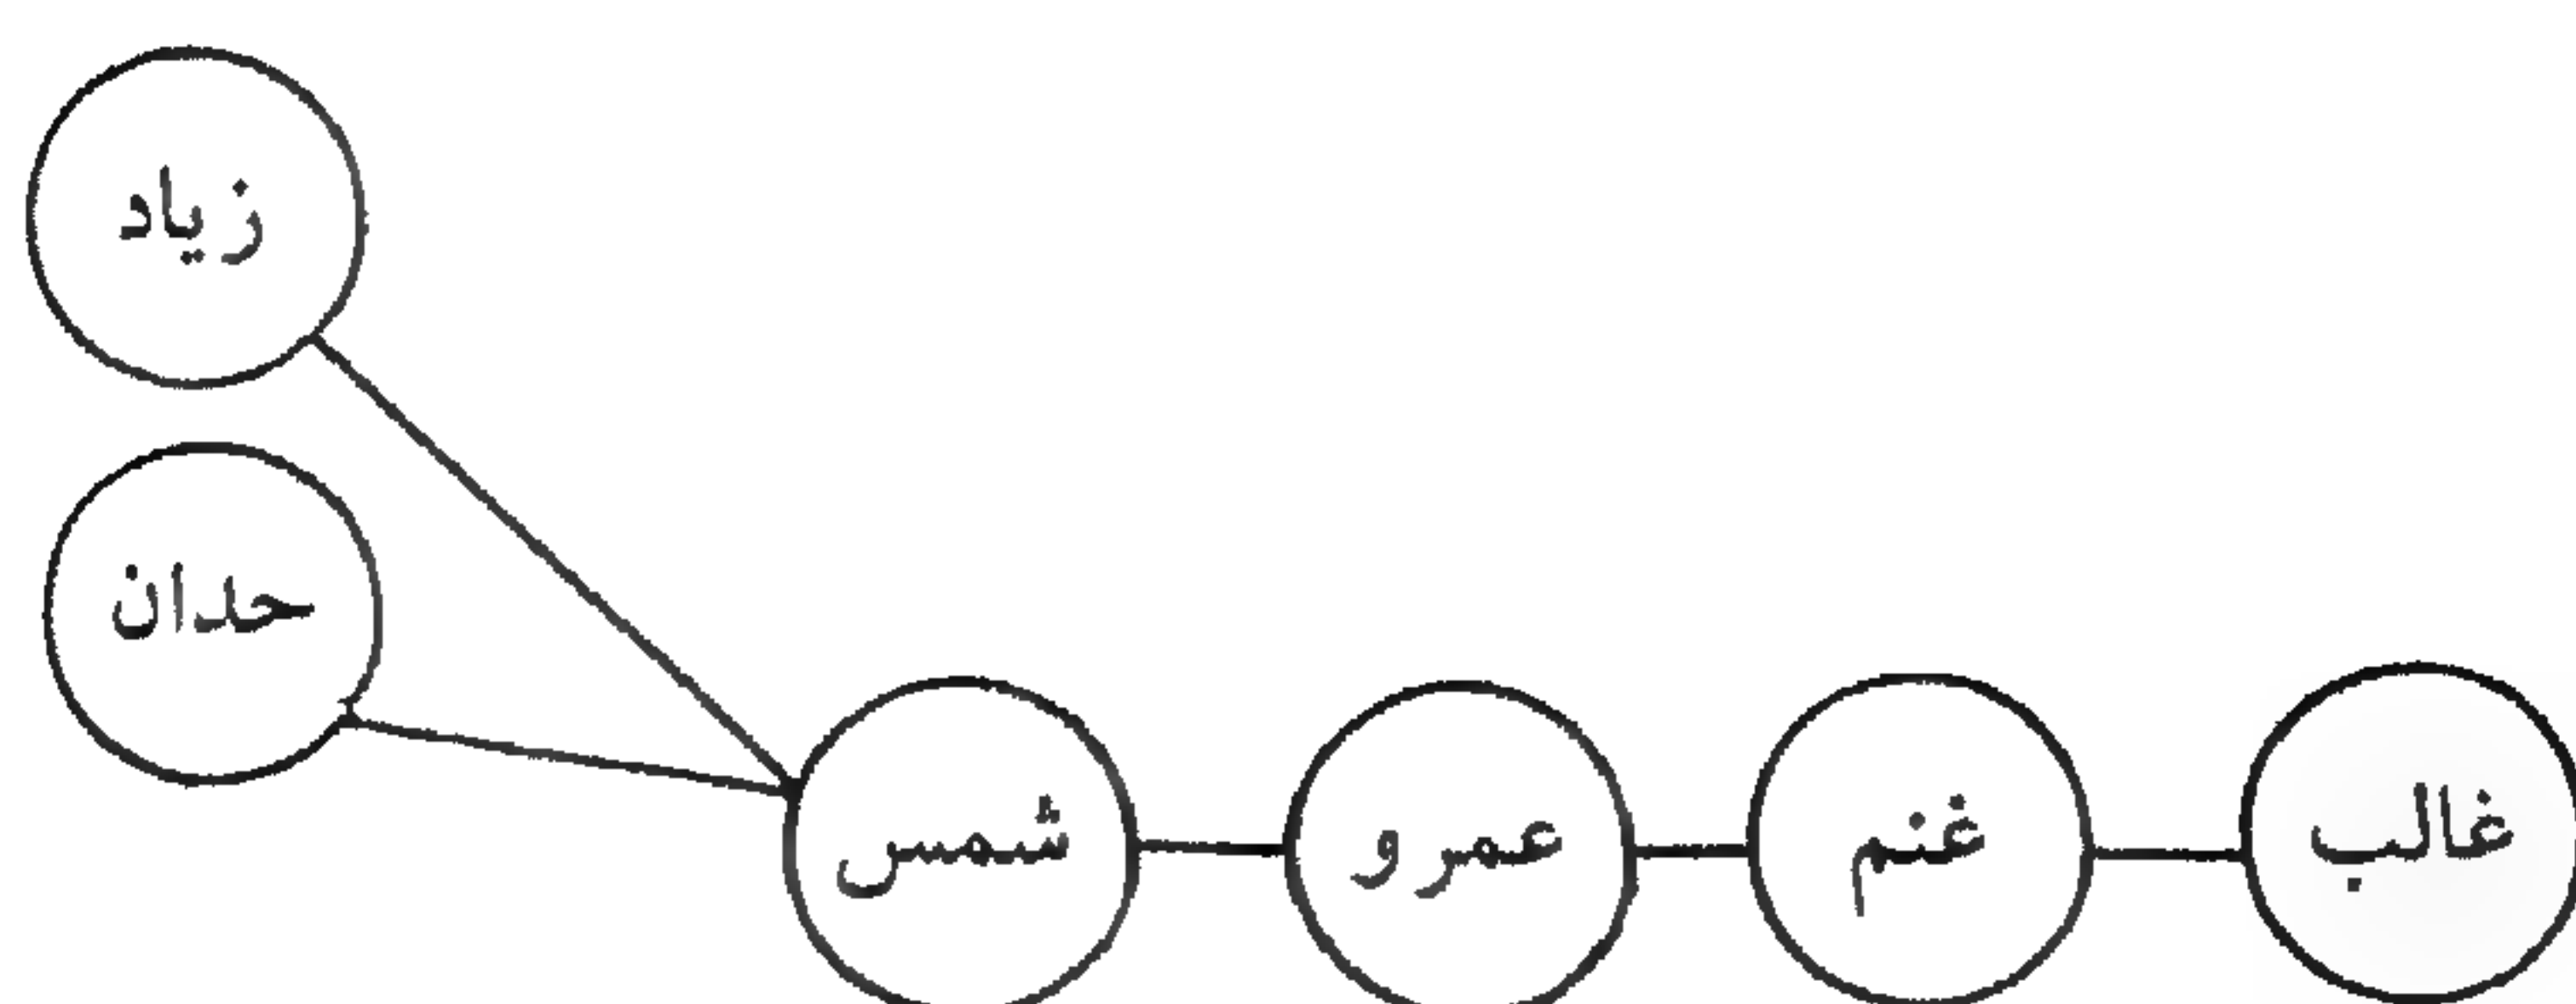 زياد
حدان
غالب
غنم
عمرو
شمس